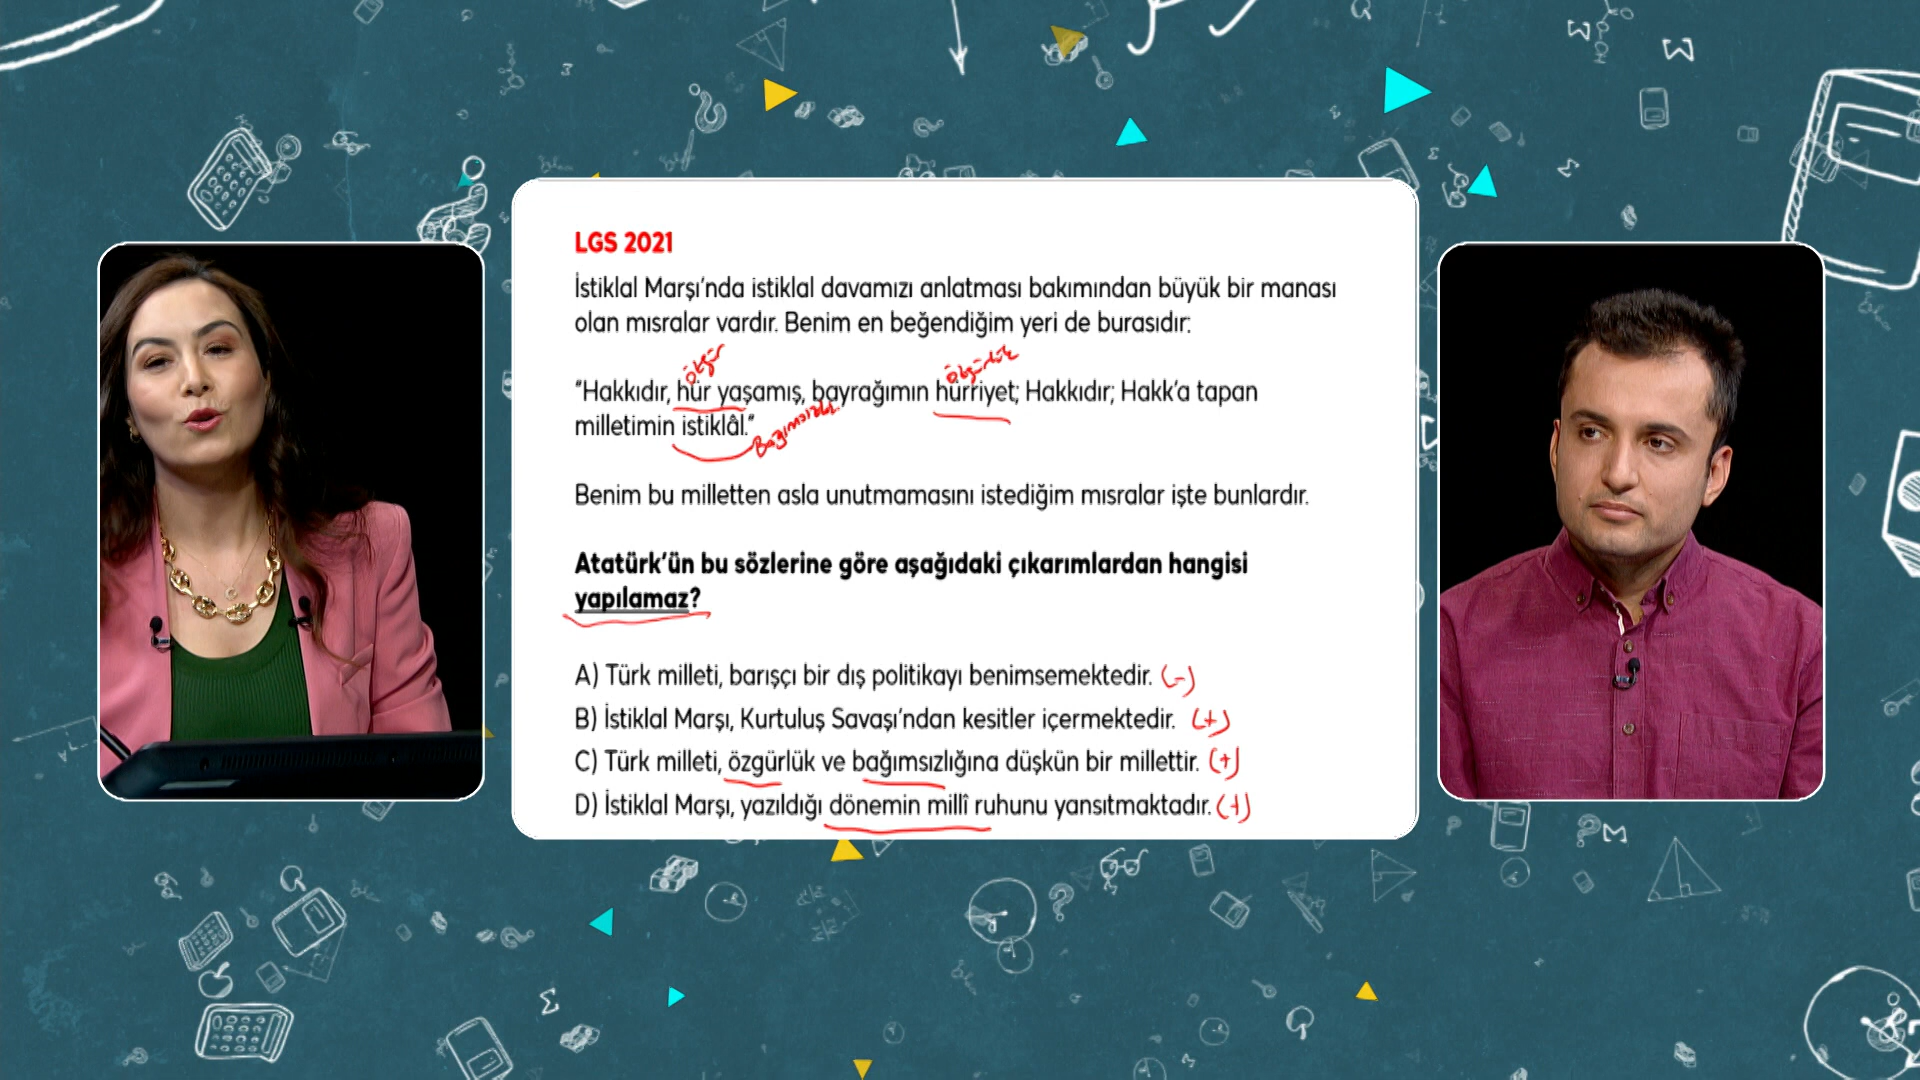 LGS 2021
İstiklal Marşı'nda istiklal davamızı anlatması bakımından büyük bir manası
olan mısralar vardır. Benim en beğendiğim yeri de burasıdır:
özgür özgürlük
"Hakkıdır, hür yaşamış, bayrağımın hürriyet; Hakkıdır; Hakk'a tapan
milletimin istiklâl."
Benim bu milletten asla unutmamasını istediğim mısralar işte bunlardır.
Atatürk'ün bu sözlerine göre aşağıdaki çıkarımlardan hangisi
yapılamaz?
A) Türk milleti, barışçı bir dış politikayı benimsemektedir. (-)
B) İstiklal Marşı, Kurtuluş Savaşı'ndan kesitler içermektedir. (+)
C) Türk milleti, özgürlük ve bağımsızlığına düşkün bir millettir. (+)
D) İstiklal Marşı, yazıldığı dönemin millî ruhunu yansıtmaktadır. (+)